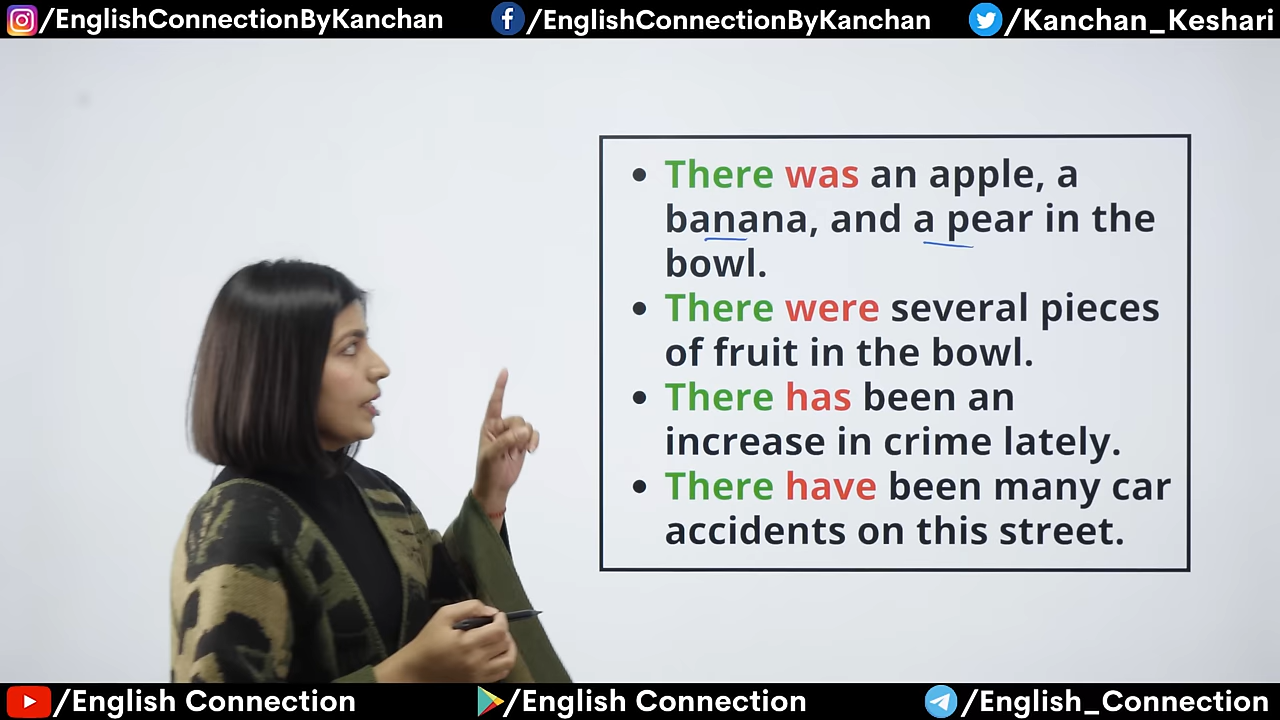 /EnglishConnectionByKanchan /EnglishConnectionByKanchan /Kanchan_Keshari
• There was an apple, a
banana, and a pear in the
bowl.
• There were several pieces
of fruit in the bowl.
• There has been an
increase in crime lately.
• There have been many car
accidents on this street.
/English Connection /English Connection /English_Connection